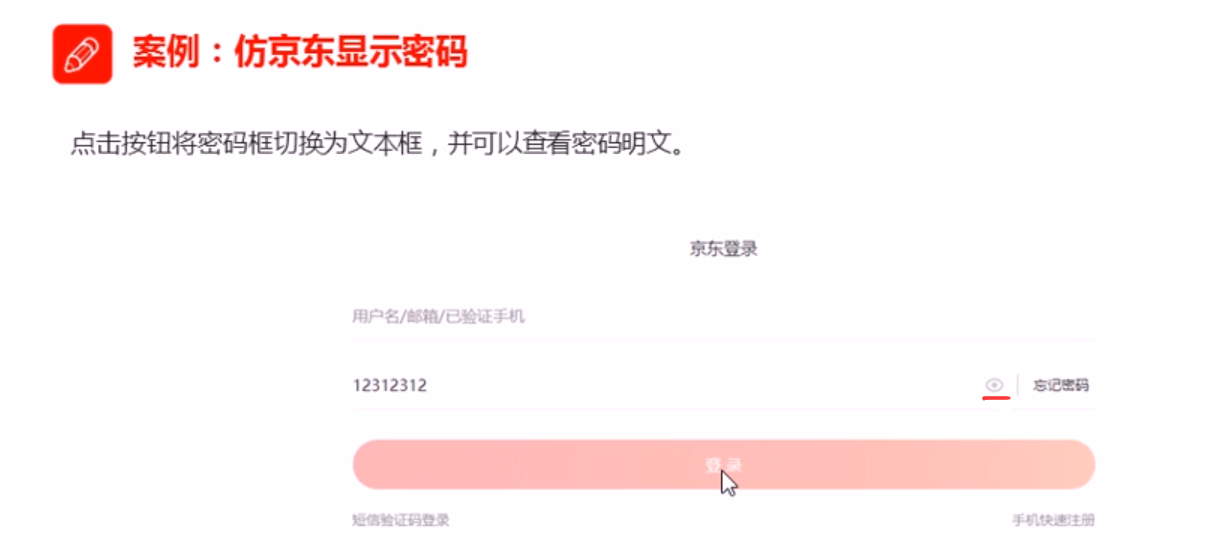 案例：仿京东显示密码
点击按钮将密码框切换为文本框，并可以查看密码明文。
京东登录
用户名/邮箱/已验证手机
12312312 忘记密码
登录
短信验证码登录 手机快速注册